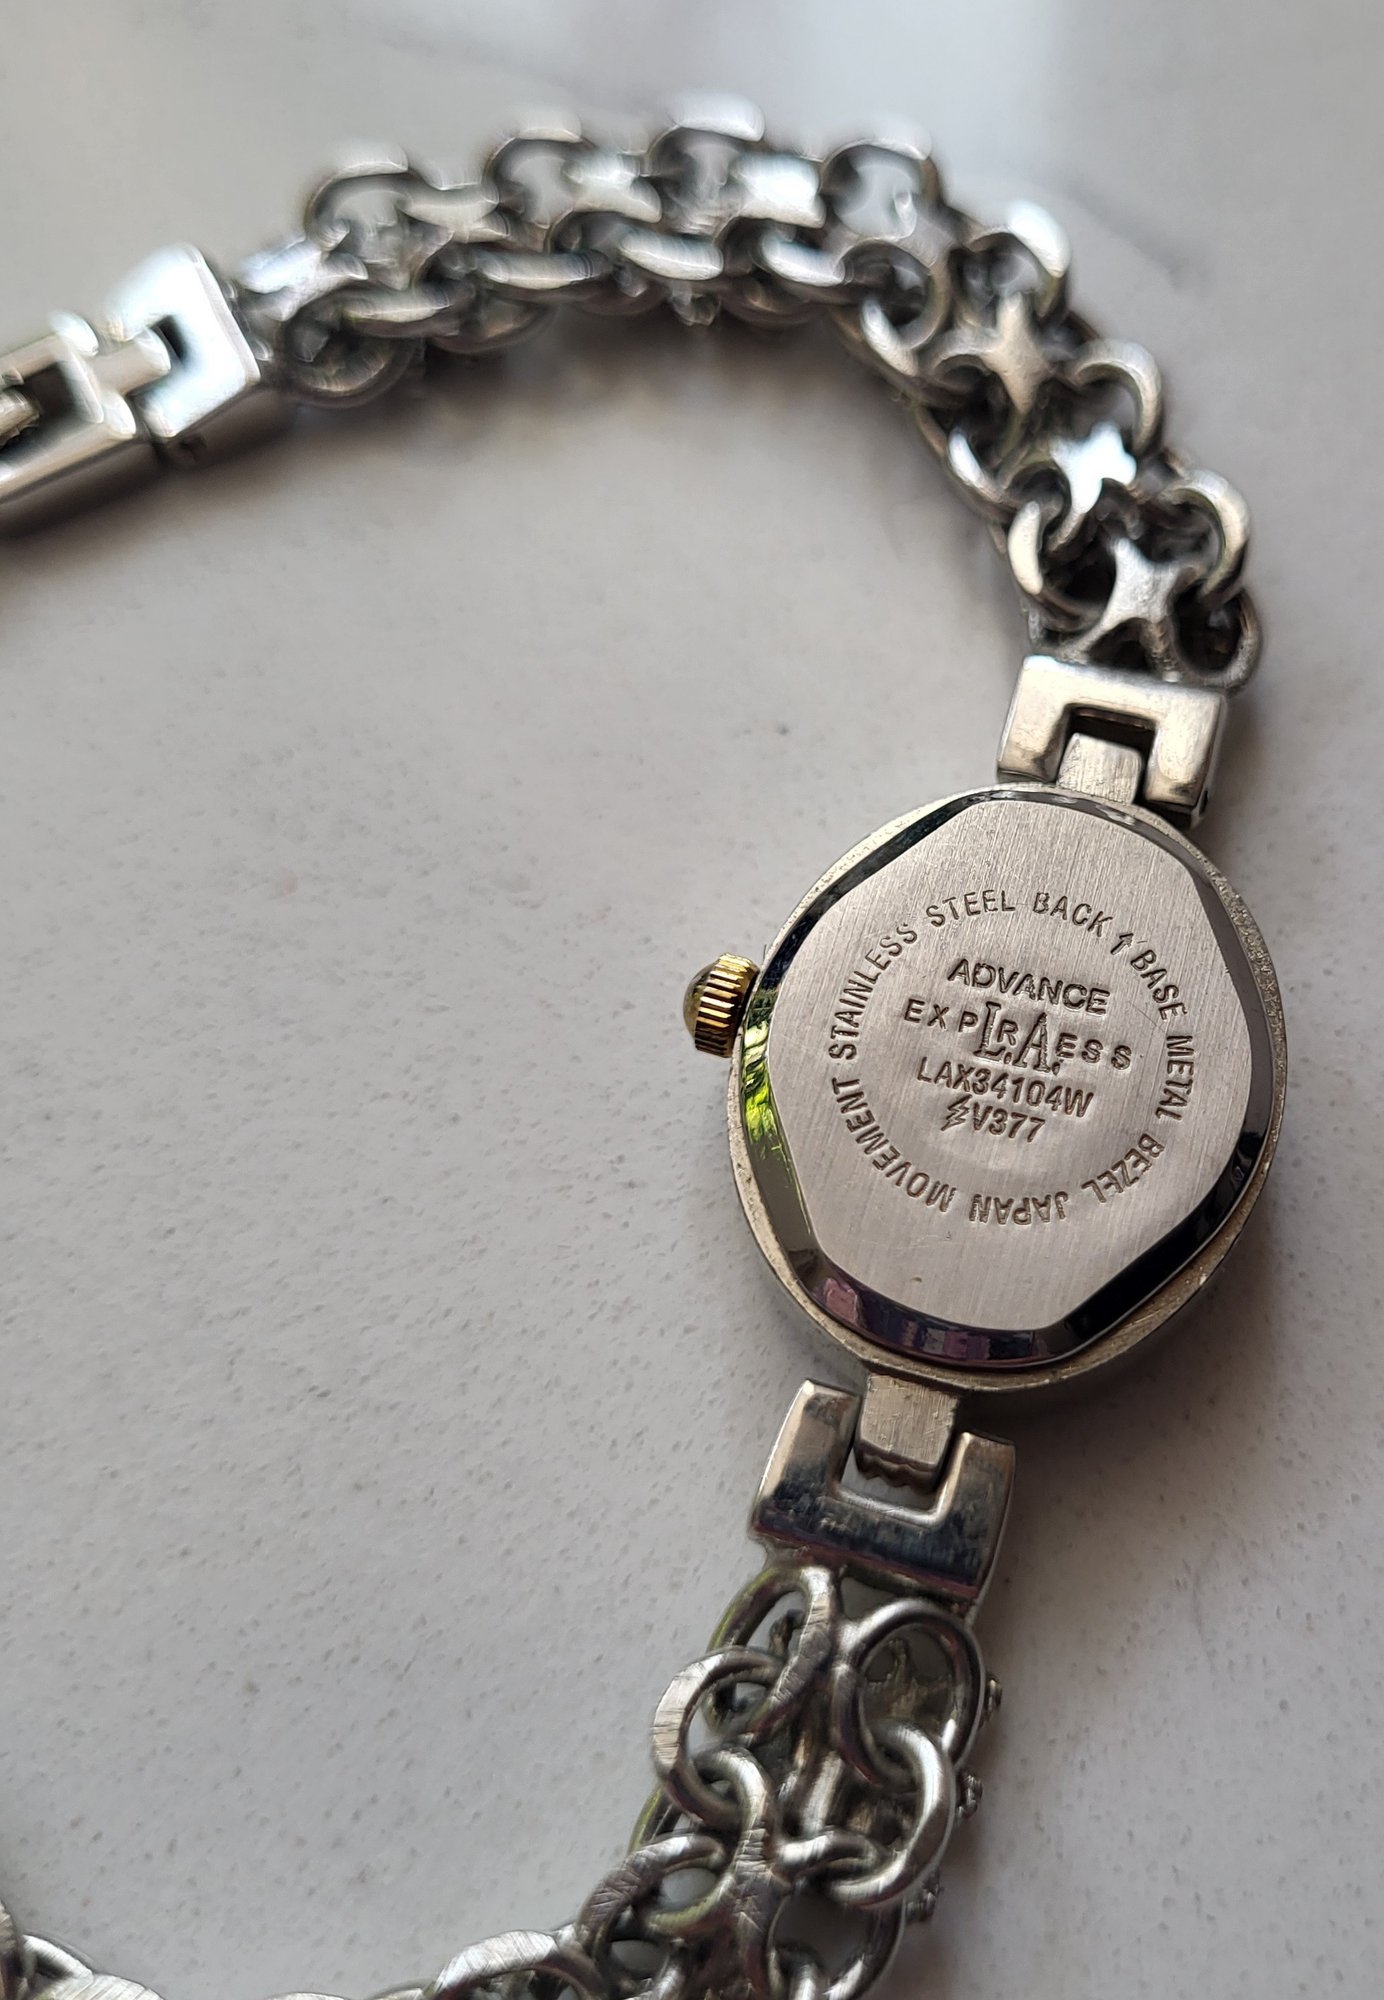 STAINLESS STEEL BACK BASE METAL BEZEL JAPAN MOVEMENT
ADVANCE
EXPRESS
L.A.
LAX34104W
V377